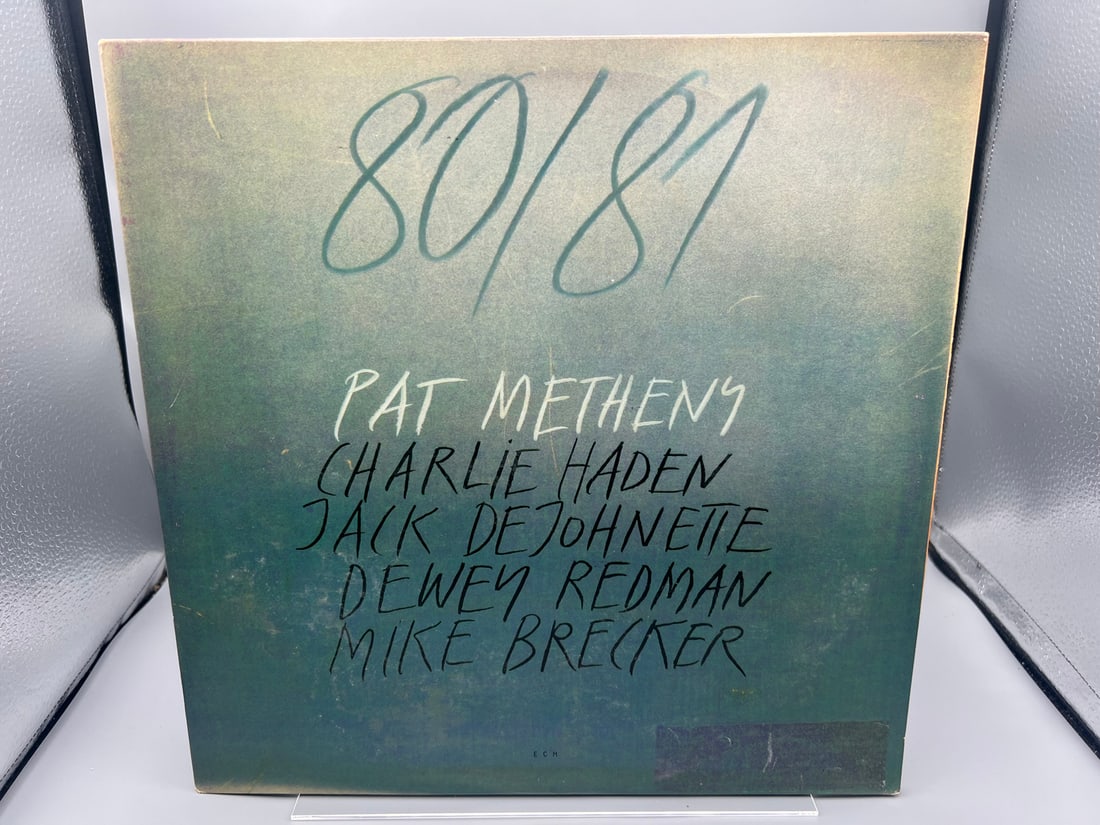 80/81
PAT METHENY
CHARLIE HADEN
JACK DEJOHNETTE
DEWEY REDMAN
MIKE BRECKER
ECM